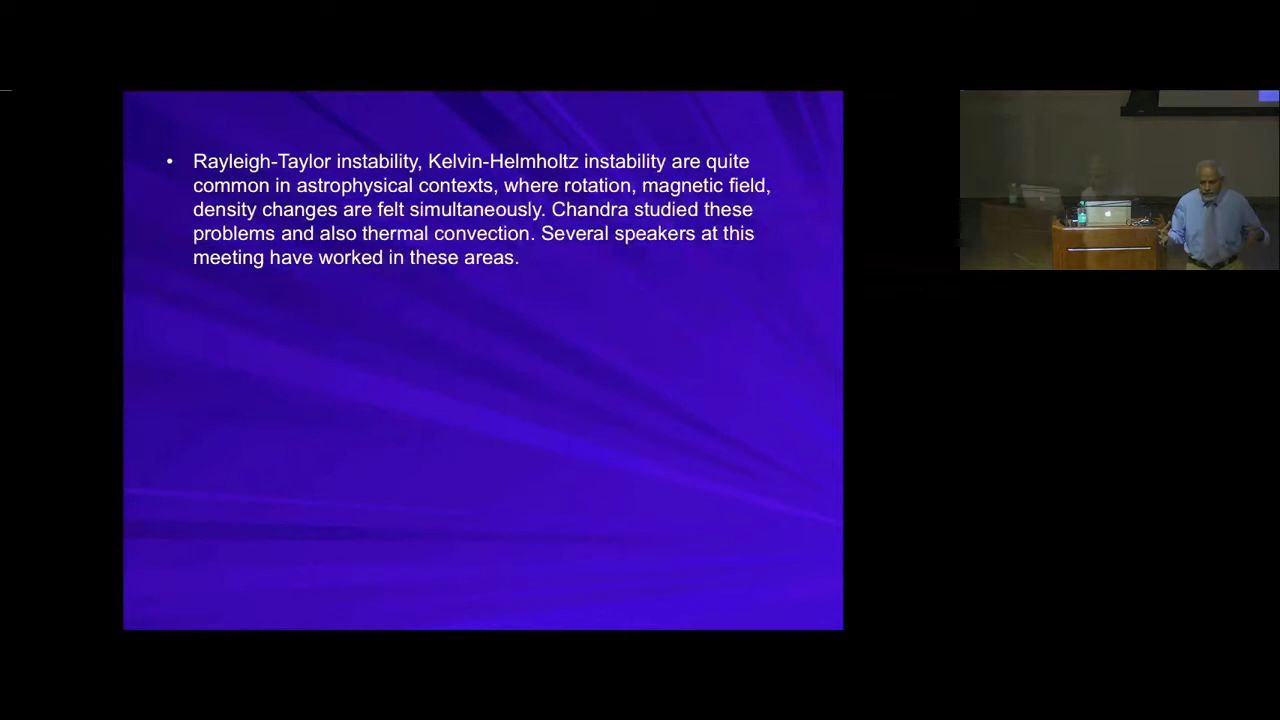 • Rayleigh-Taylor instability, Kelvin-Helmholtz instability are quite
common in astrophysical contexts, where rotation, magnetic field,
density changes are felt simultaneously. Chandra studied these
problems and also thermal convection. Several speakers at this
meeting have worked in these areas.